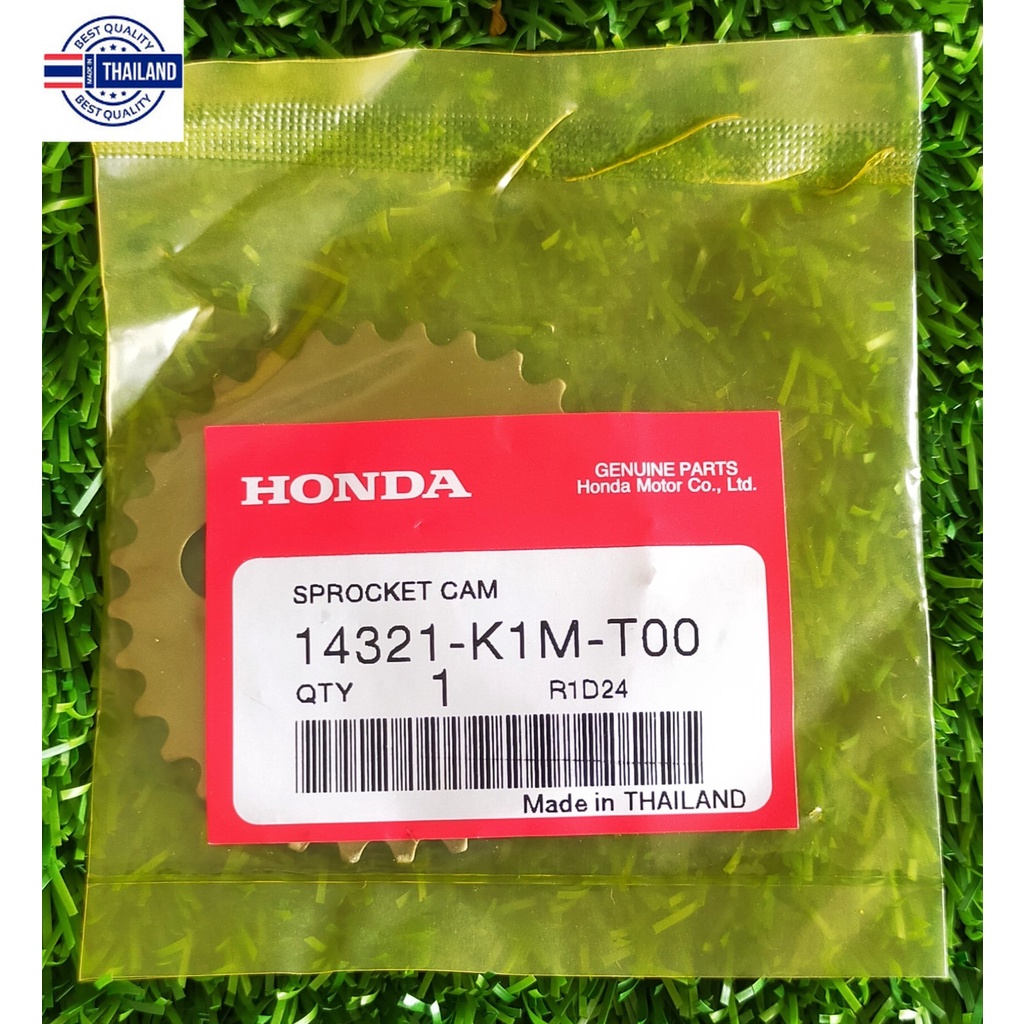 BEST QUALITY
MADE IN
THAILAND
BEST QUALITY
HONDA
GENUINE PARTS
Honda Motor Co., Ltd.
SPROCKET CAM
14321-K1M-T00
QTY 1 R1D24
Made in THAILAND